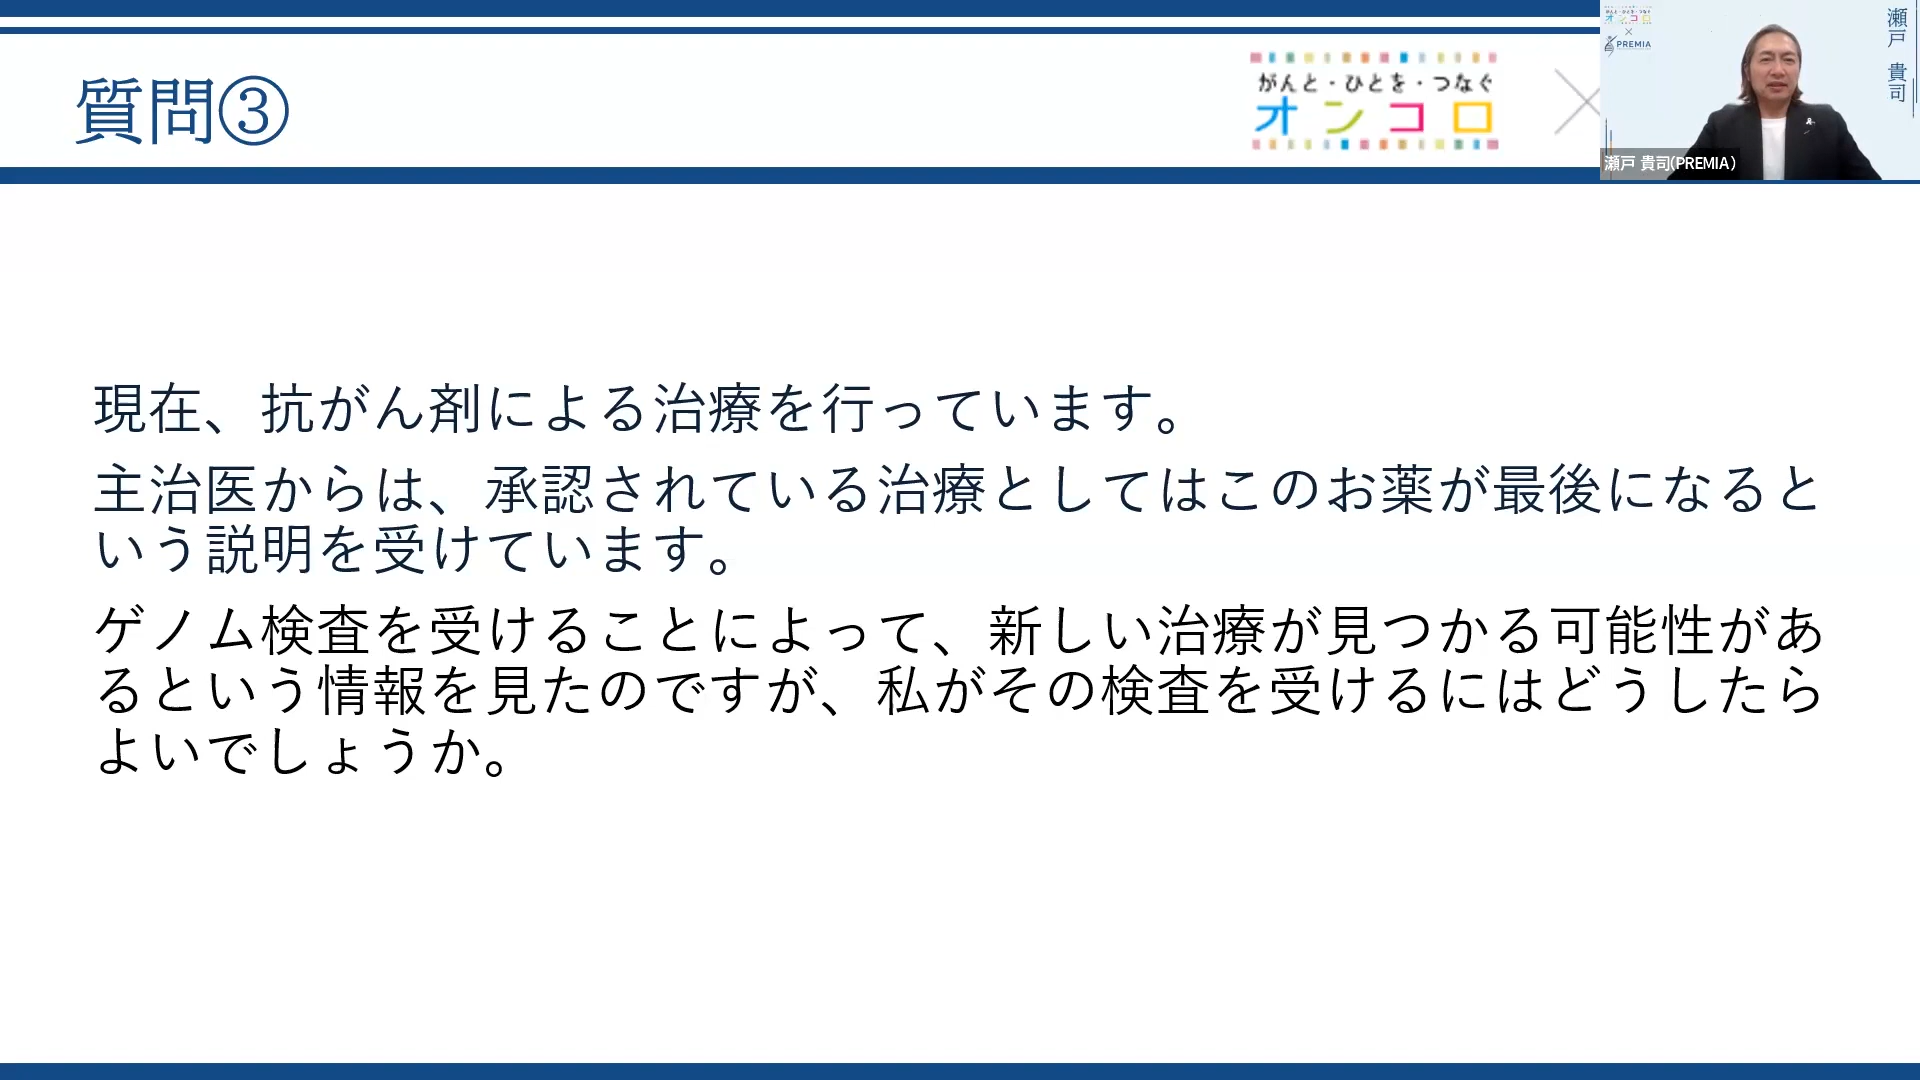 質問③
がんと・ひとを・つなぐ
オンコロ
×
PREMIA
瀬戸 貴司
瀬戸 貴司(PREMIA)
現在、抗がん剤による治療を行っています。
主治医からは、承認されている治療としてはこのお薬が最後になると
いう説明を受けています。
ゲノム検査を受けることによって、新しい治療が見つかる可能性があ
るという情報を見たのですが、私がその検査を受けるにはどうしたら
よいでしょうか。